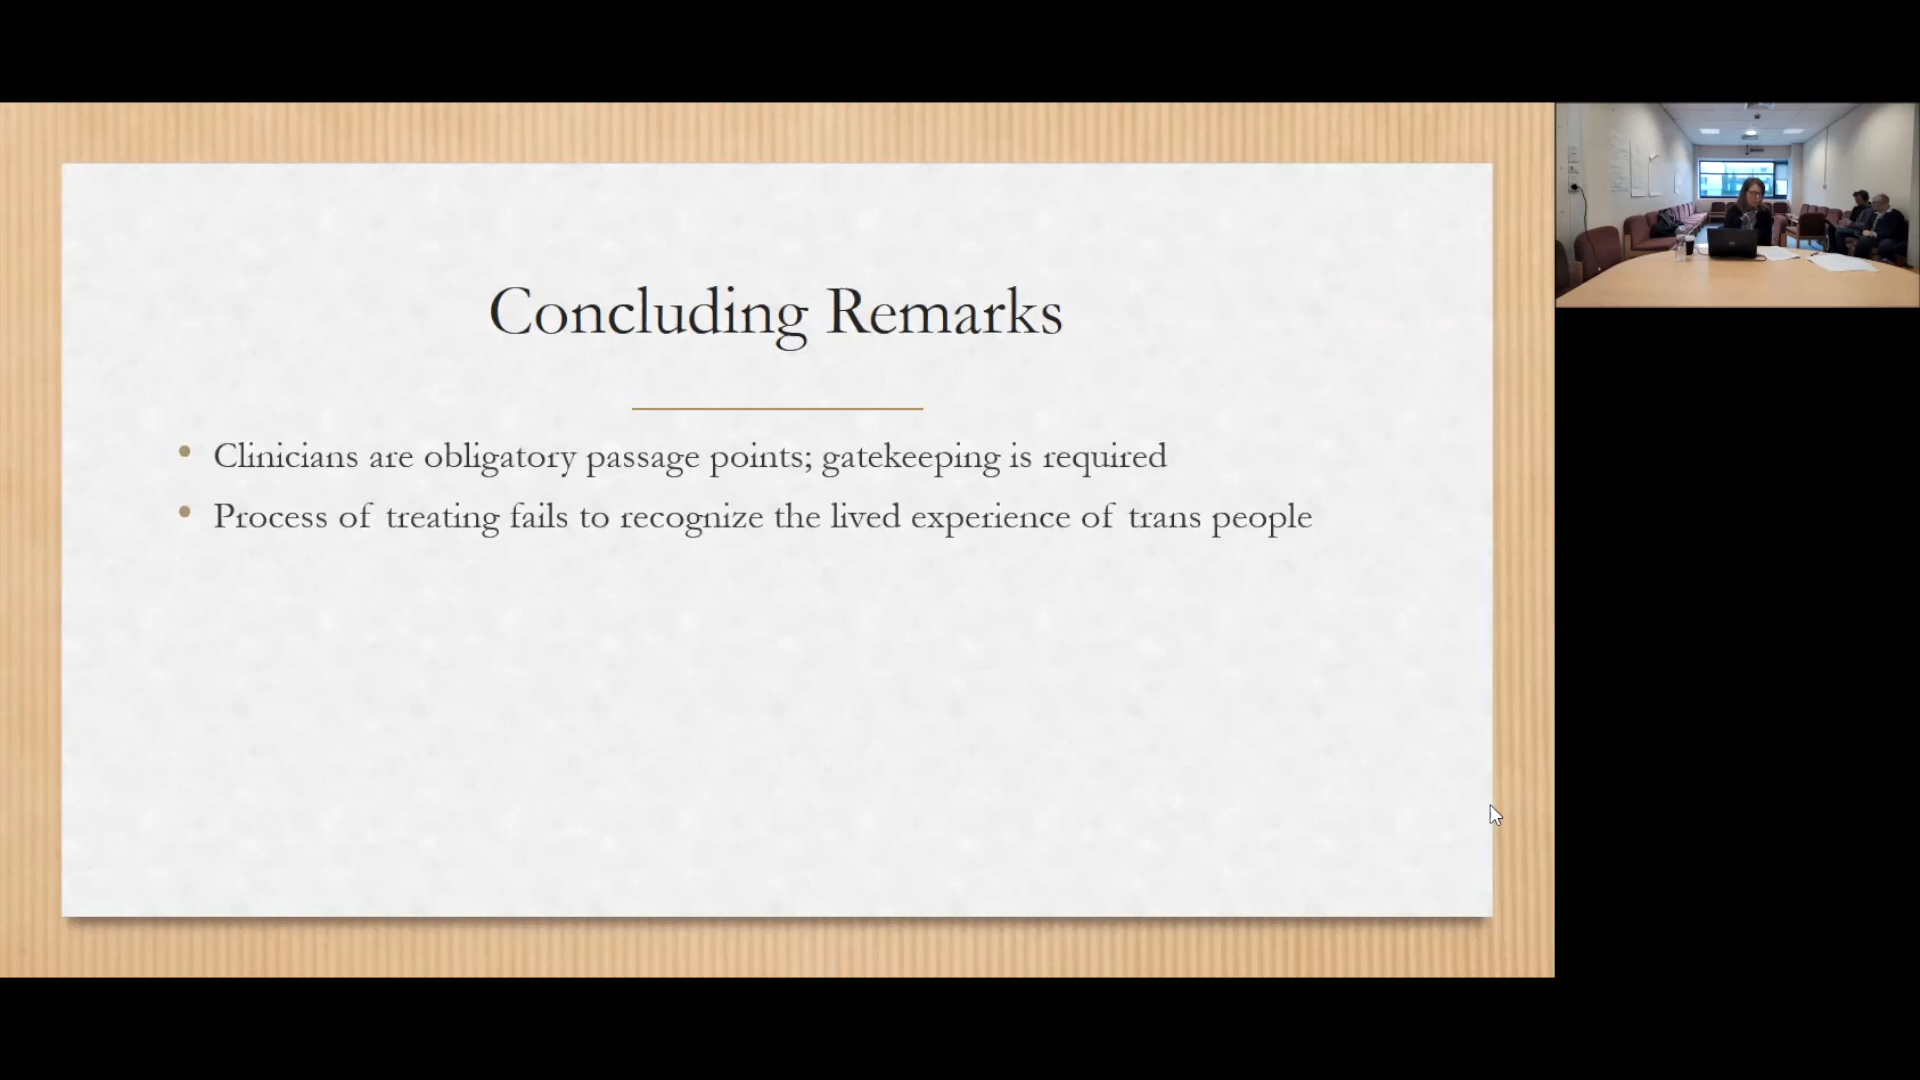 Concluding Remarks
Clinicians are obligatory passage points; gatekeeping is required
Process of treating fails to recognize the lived experience of trans people